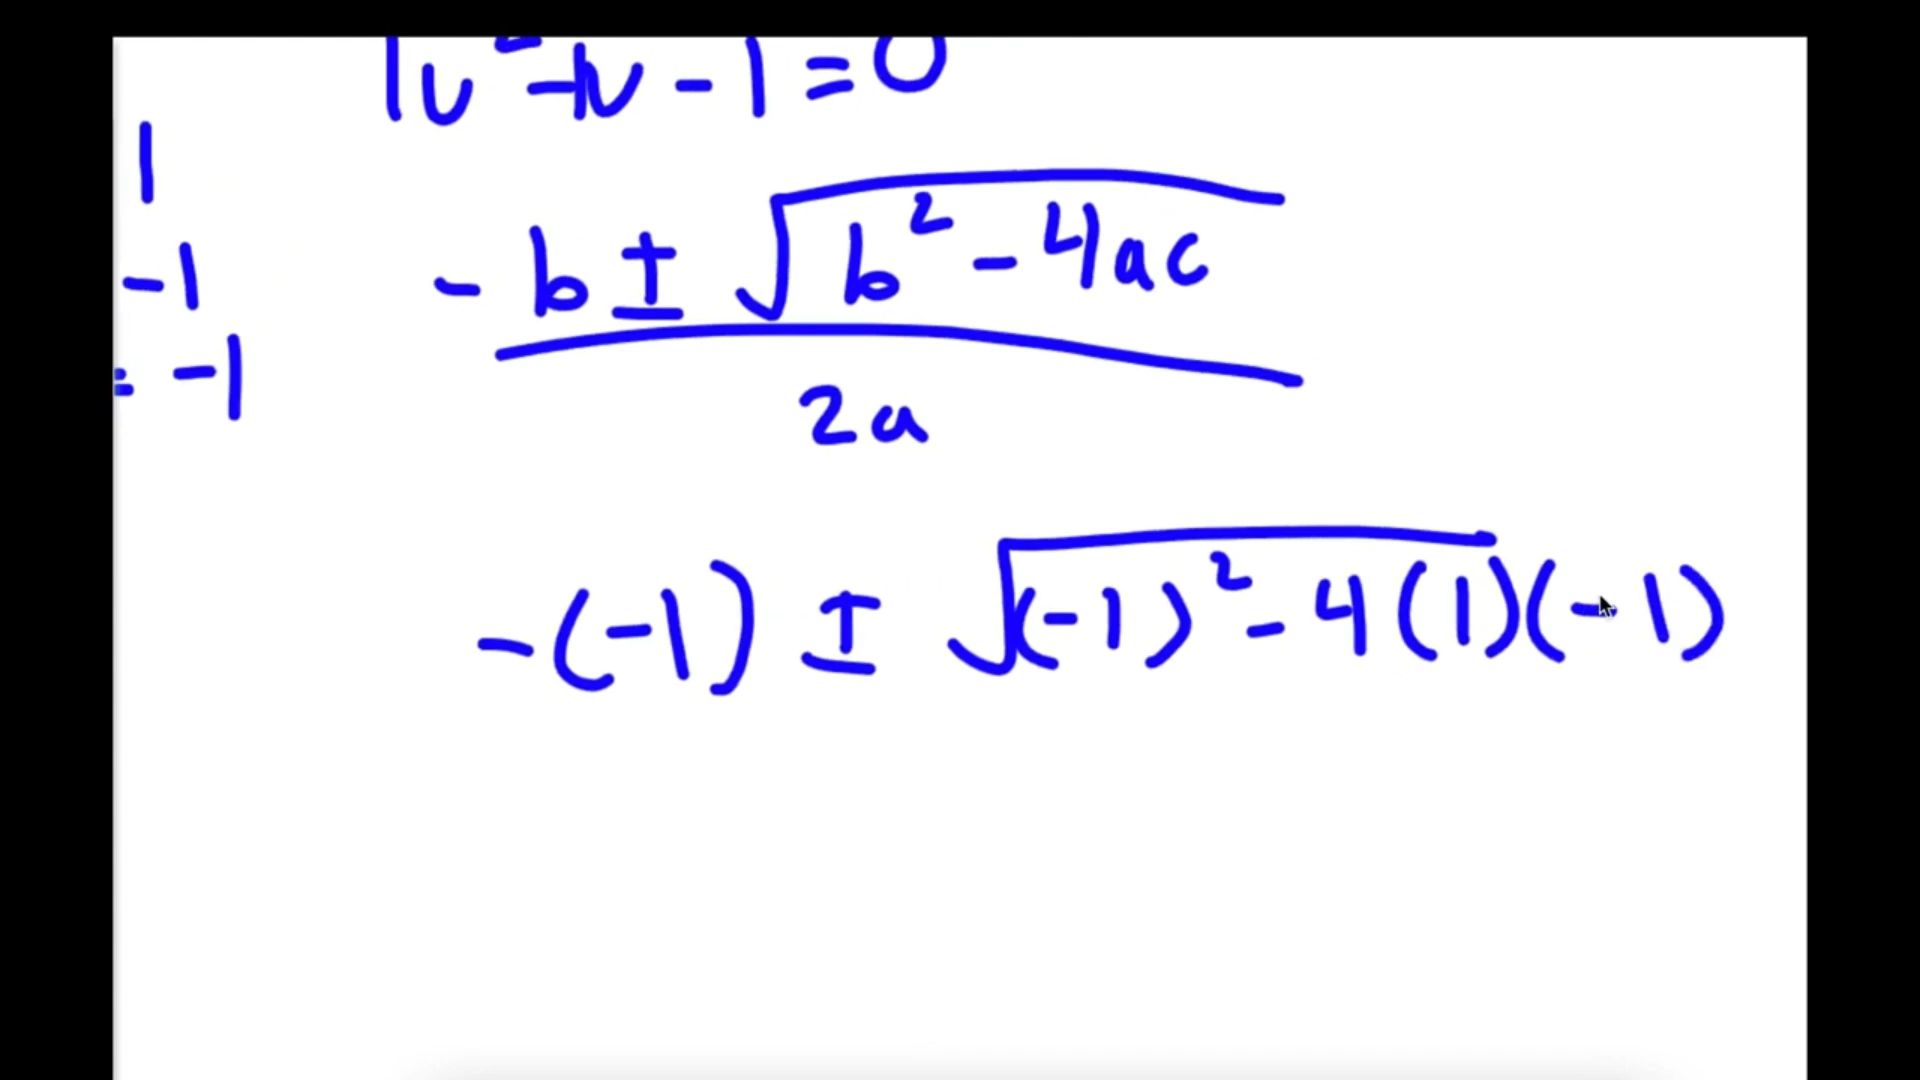 1u² - 1u - 1 = 0
1
-1
= -1
-b ± √(b² - 4ac)
2a
-(-1) ± √(-1)² - 4(1)(-1)